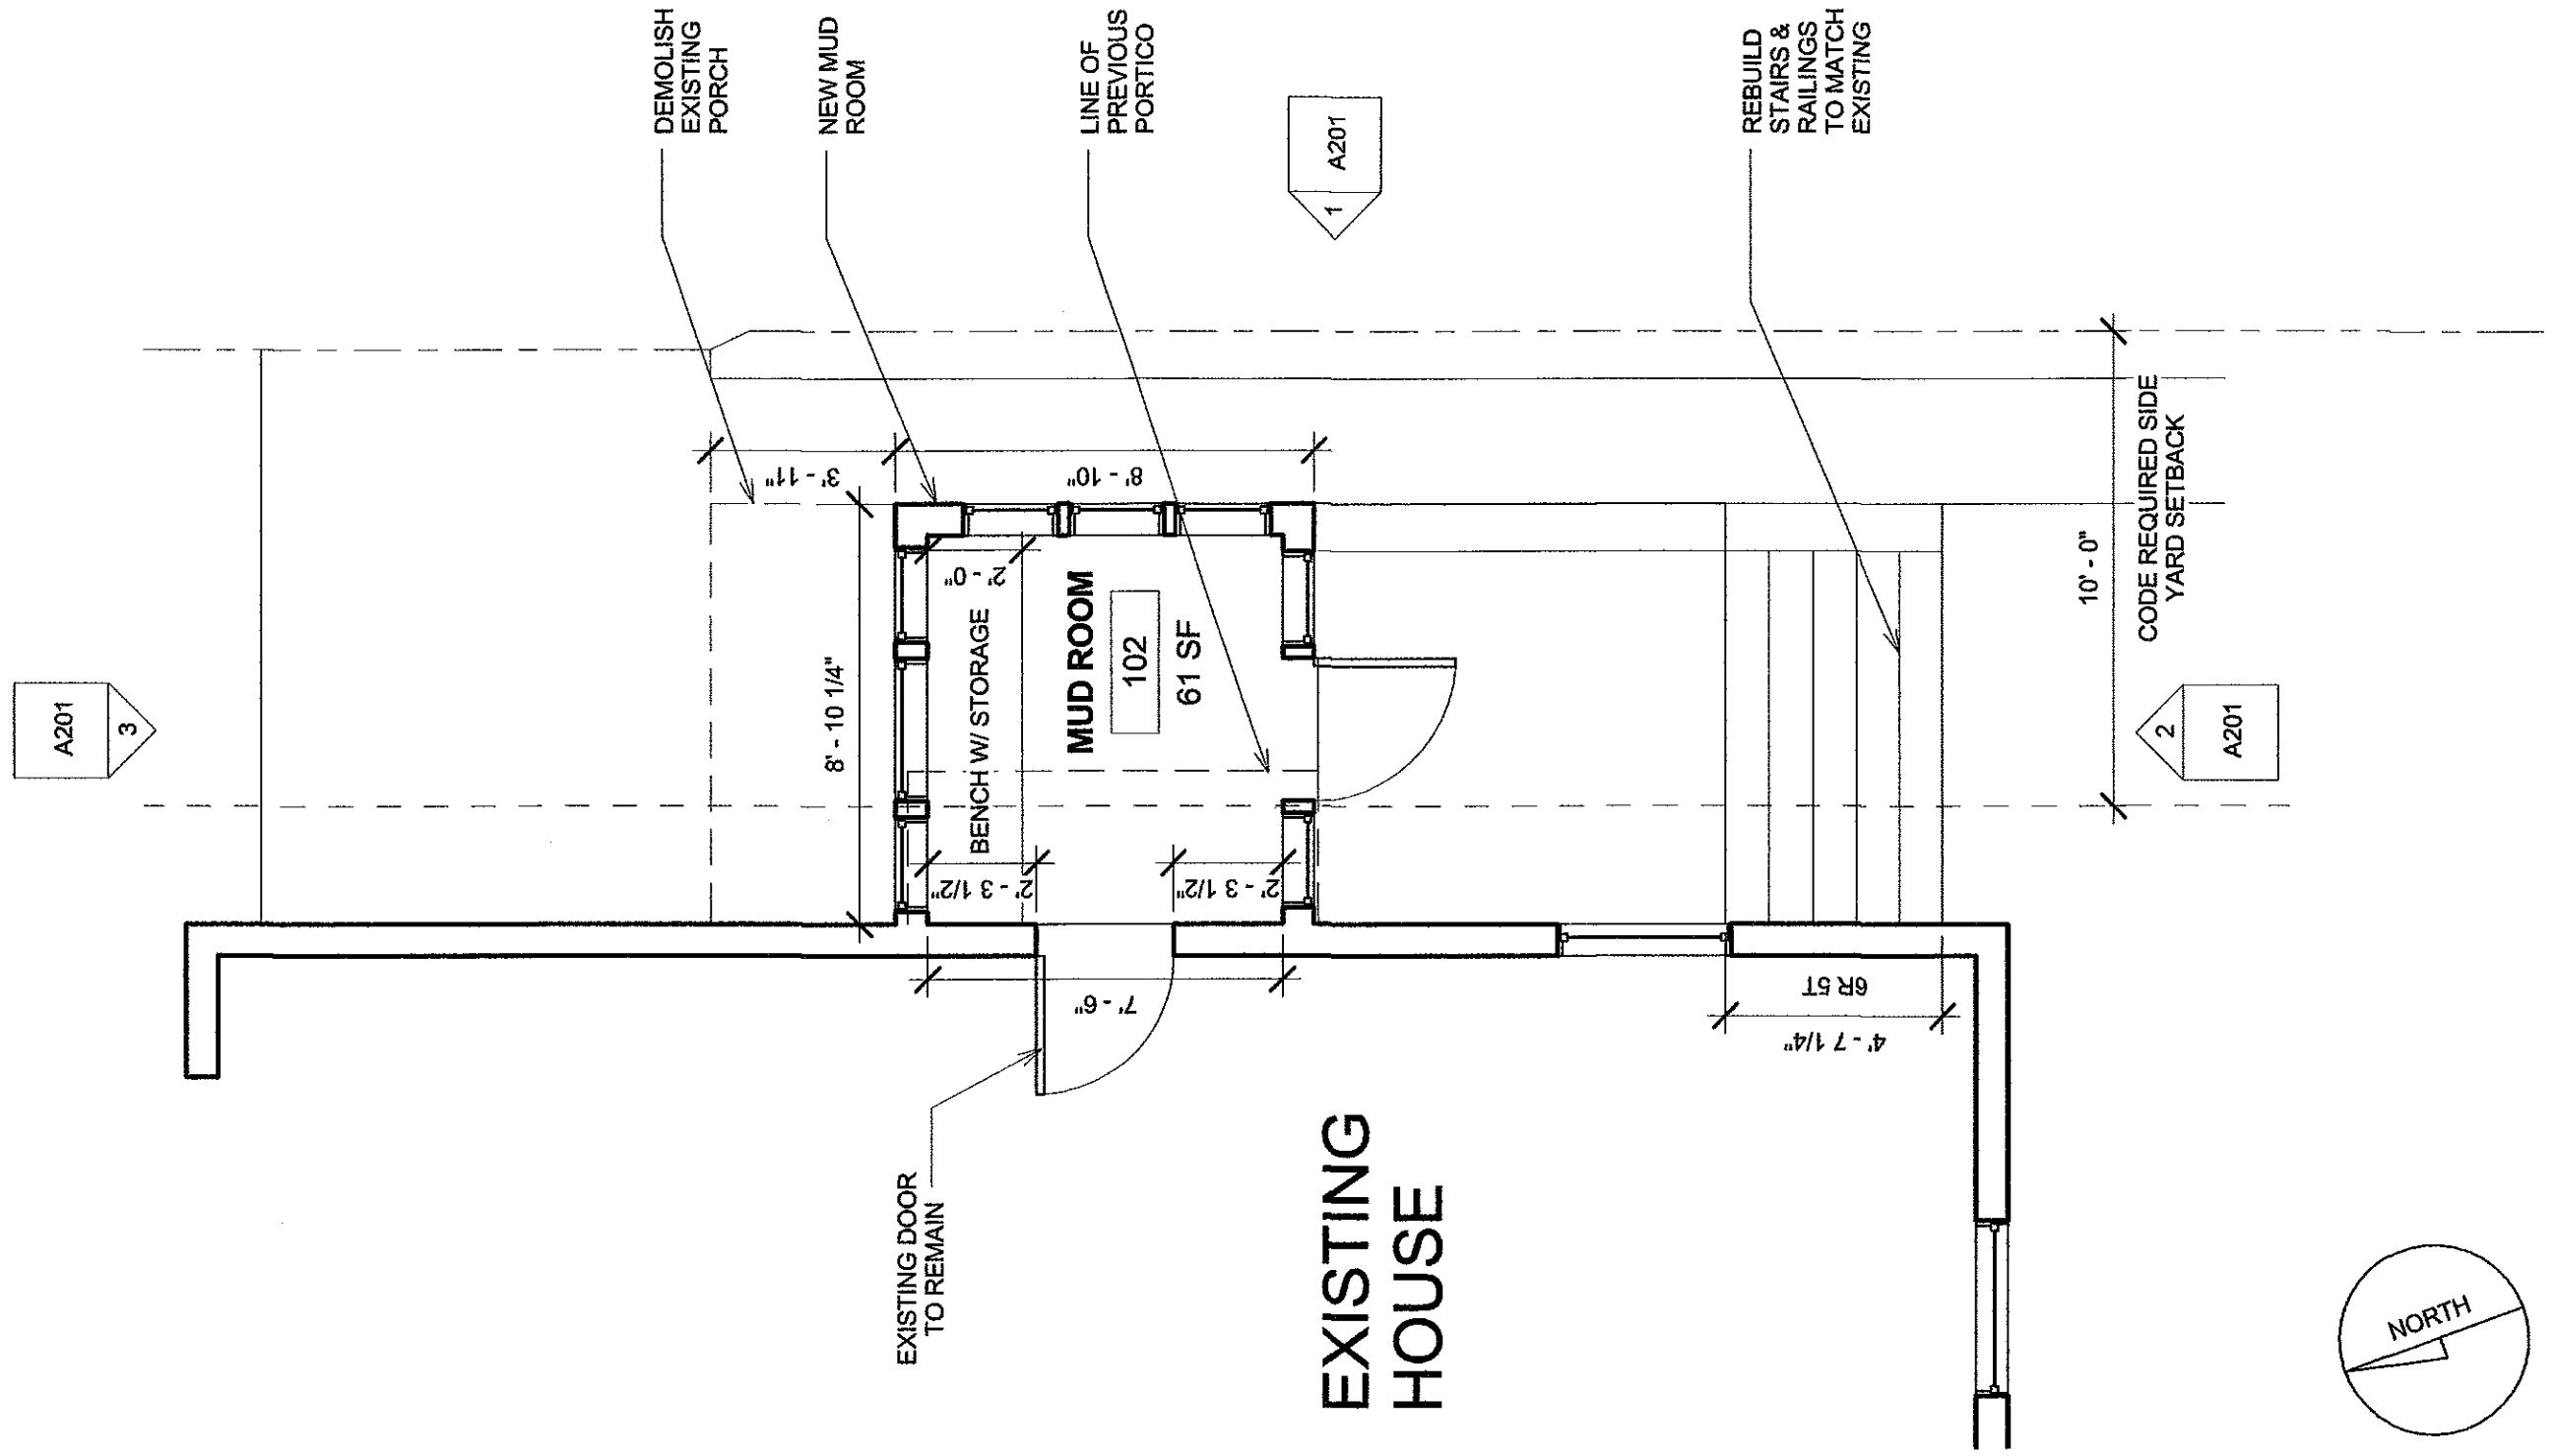 DEMOLISH
EXISTING
PORCH
NEW MUD
ROOM
LINE OF
PREVIOUS
PORTICO
REBUILD
STAIRS &
RAILINGS
TO MATCH
EXISTING
A201
1
A201
3
A201
2
3' - 11"
8' - 10"
8' - 10 1/4"
2' - 0"
BENCH W/ STORAGE
MUD ROOM
102
61 SF
2' - 3 1/2"
2' - 3 1/2"
7' - 6"
10' - 0"
CODE REQUIRED SIDE
YARD SETBACK
6R 5T
4' - 7 1/4"
EXISTING DOOR
TO REMAIN
EXISTING
HOUSE
NORTH